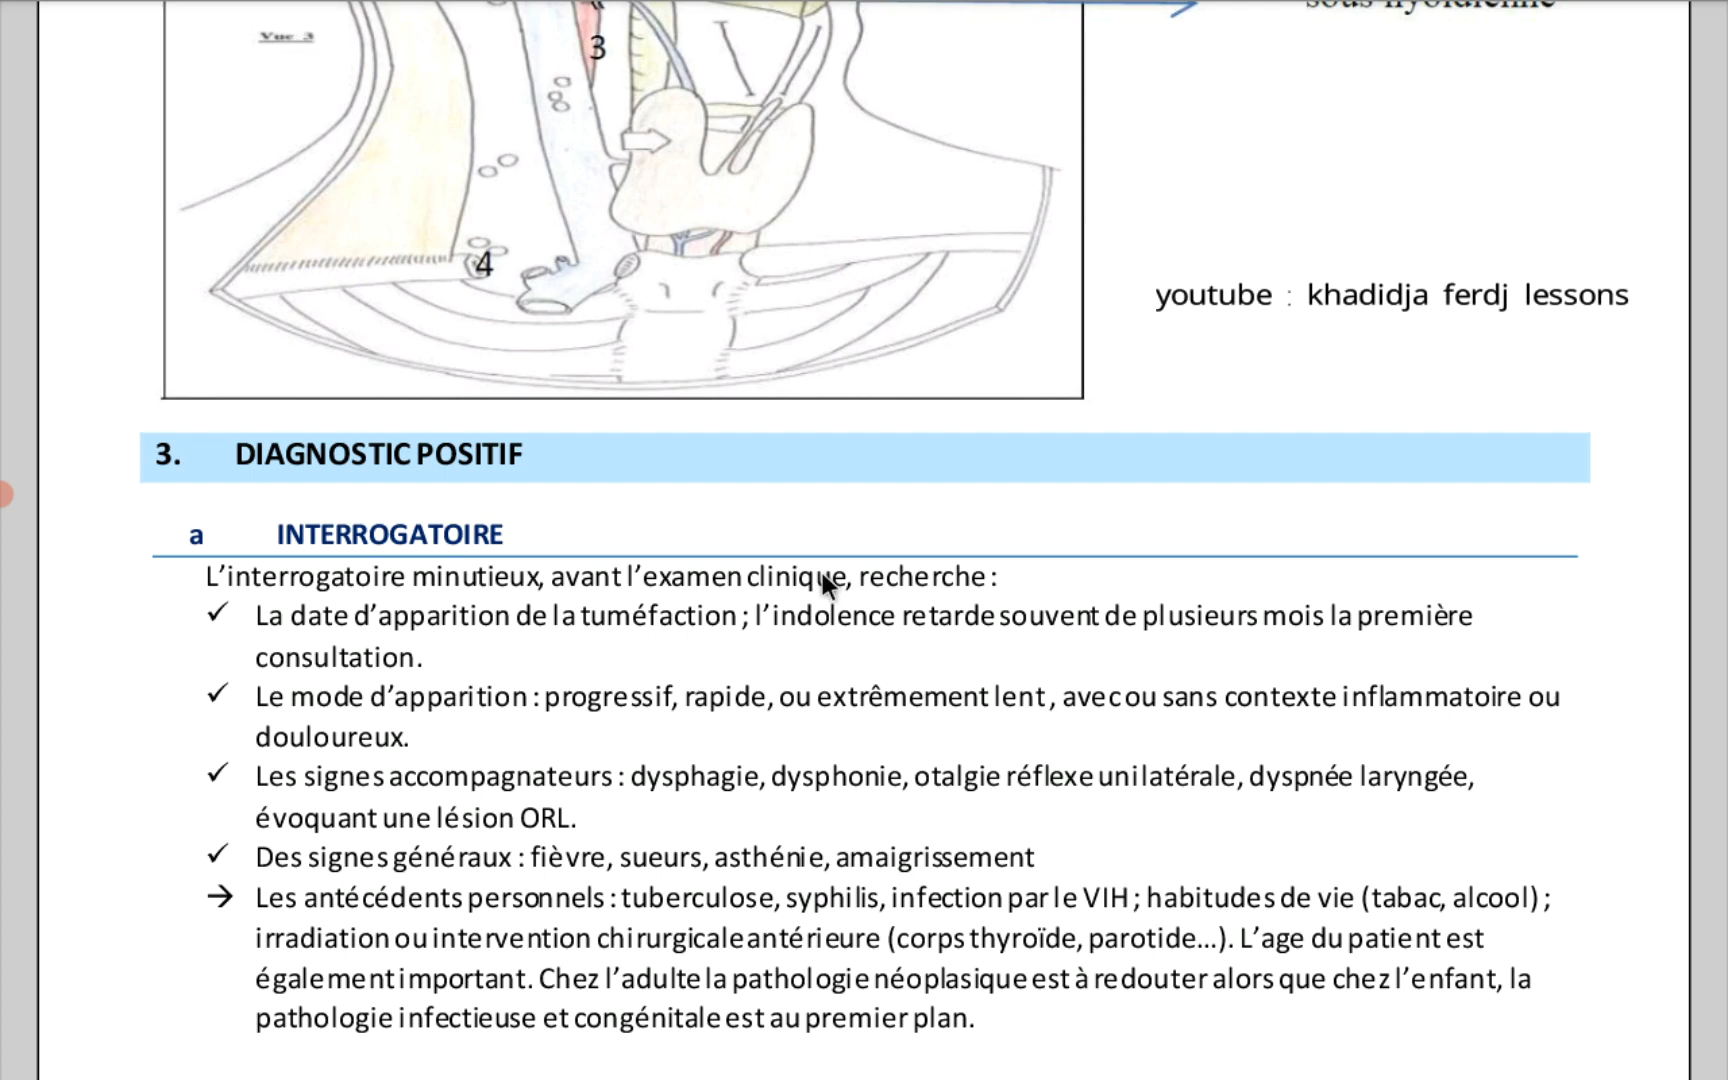 Vue 3
3
4
youtube : khadidja ferdj lessons
3. DIAGNOSTIC POSITIF
a INTERROGATOIRE
L’interrogatoire minutieux, avant l’examen clinique, recherche :
✓ La date d’apparition de la tuméfaction ; l’indolence retarde souvent de plusieurs mois la première
consultation.
✓ Le mode d’apparition : progressif, rapide, ou extrêmement lent, avec ou sans contexte inflammatoire ou
douloureux.
✓ Les signes accompagnateurs : dysphagie, dysphonie, otalgie réflexe unilatérale, dyspnée laryngée,
évoquant une lésion ORL.
✓ Des signes généraux : fièvre, sueurs, asthénie, amaigrissement
→ Les antécédents personnels : tuberculose, syphilis, infection par le VIH ; habitudes de vie (tabac, alcool) ;
irradiation ou intervention chirurgicale antérieure (corps thyroïde, parotide…). L’age du patient est
également important. Chez l’adulte la pathologie néoplasique est à redouter alors que chez l’enfant, la
pathologie infectieuse et congénitale est au premier plan.